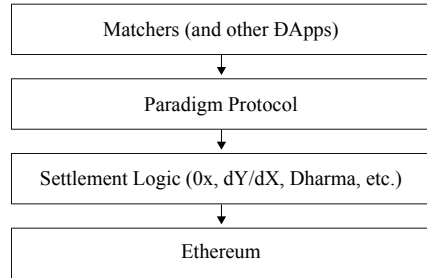 Matchers (and other ĐApps)
Paradigm Protocol
Settlement Logic (0x, dY/dX, Dharma, etc.)
Ethereum